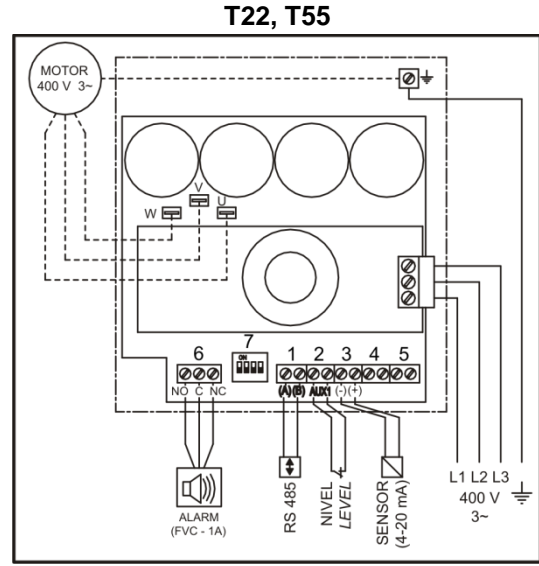 T22, T55
MOTOR
400 V 3~
V
W
U
7
ON
6
1 2 3 4 5
NO C NC
(A) (B) AUX1 (-) (+)
ALARM
(FVC - 1A)
RS 485
NIVEL
LEVEL
SENSOR
(4-20 mA)
L1 L2 L3
400 V
3~